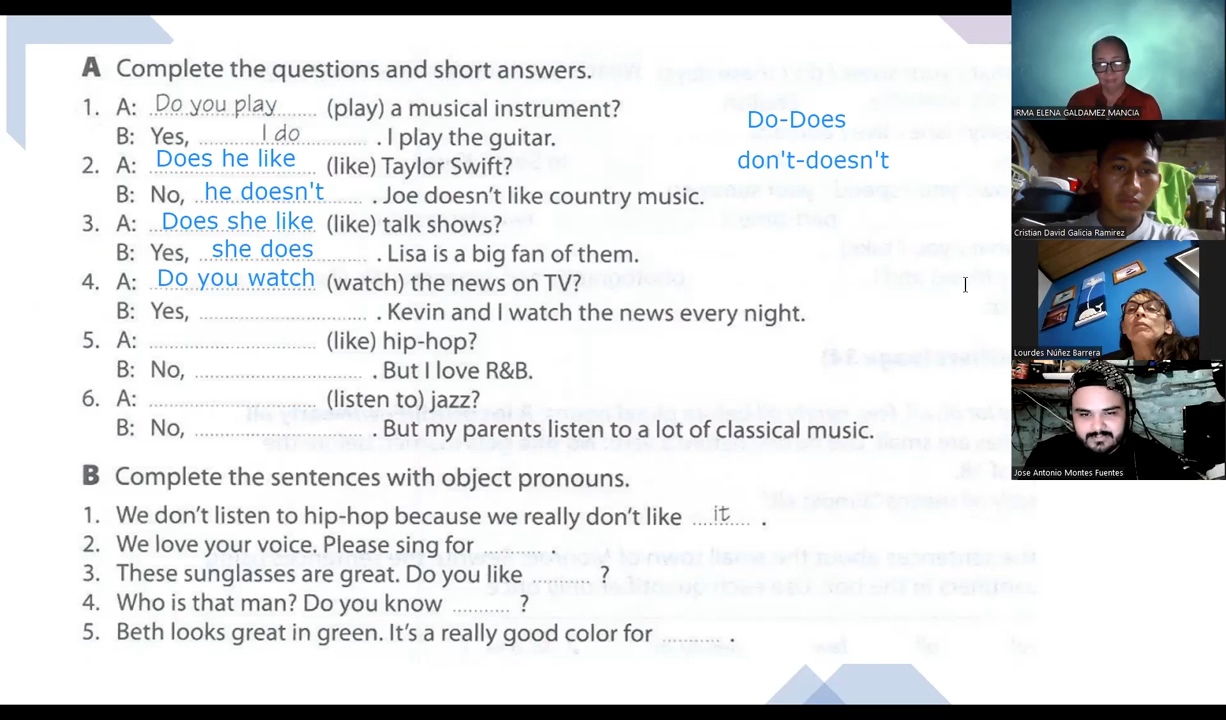 A Complete the questions and short answers.
1. A: Do you play (play) a musical instrument?
B: Yes, I do . I play the guitar.
2. A: Does he like (like) Taylor Swift?
B: No, he doesn't . Joe doesn't like country music.
3. A: Does she like (like) talk shows?
B: Yes, she does . Lisa is a big fan of them.
4. A: Do you watch (watch) the news on TV?
B: Yes, . Kevin and I watch the news every night.
5. A: (like) hip-hop?
B: No, . But I love R&B.
6. A: (listen to) jazz?
B: No, . But my parents listen to a lot of classical music.
Do-Does
don't-doesn't
B Complete the sentences with object pronouns.
1. We don't listen to hip-hop because we really don't like it .
2. We love your voice. Please sing for .
3. These sunglasses are great. Do you like ?
4. Who is that man? Do you know ?
5. Beth looks great in green. It's a really good color for .
IRMA ELENA GALDAMEZ MANCIA
Cristian David Galicia Ramirez
Lourdes Núñez Barrera
Jose Antonio Montes Fuentes